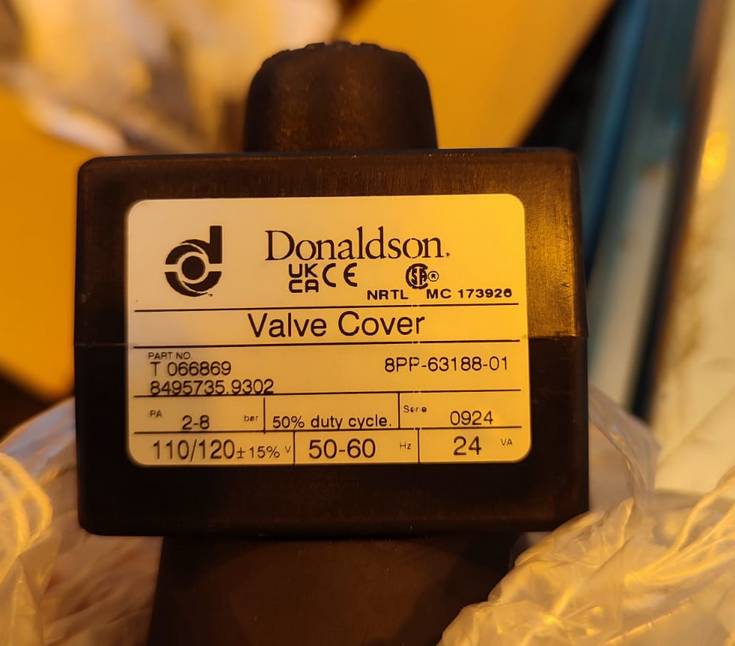 Donaldson.
UK
CA CE SA®
NRTL MC 173926
Valve Cover
PART NO
T 066869 8PP-63188-01
8495735.9302
PA 2-8 bar 50% duty cycle. Serie 0924
110/120±15% V 50-60 Hz 24 VA